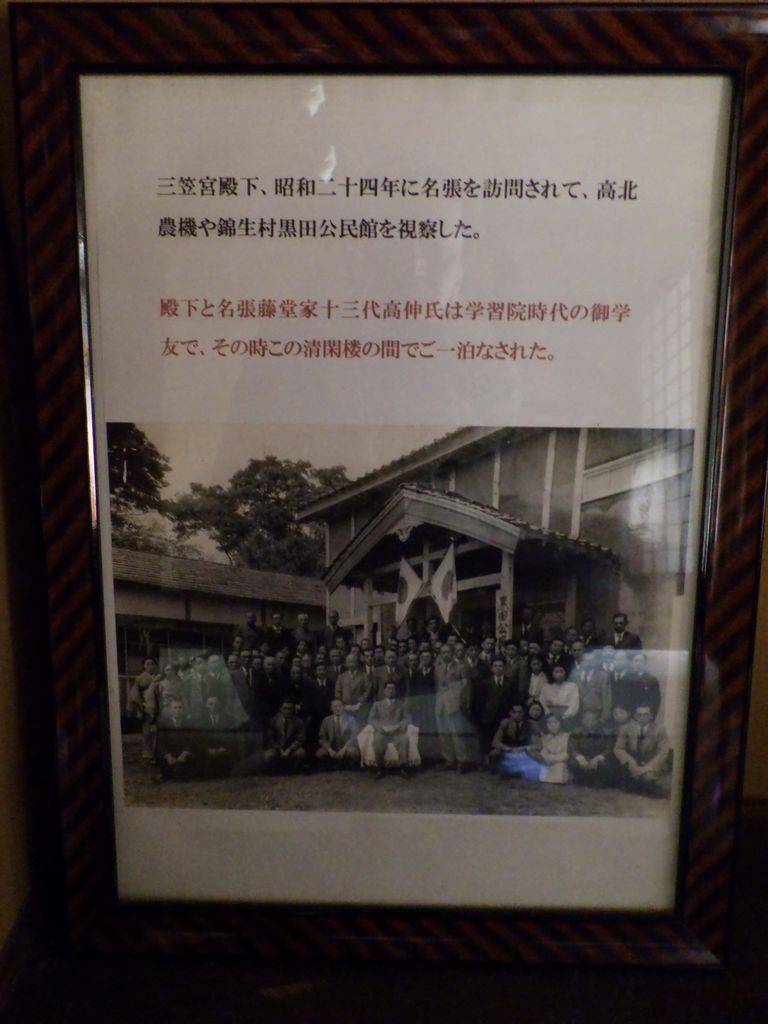 三笠宮殿下、昭和二十四年に名張を訪問されて、高北
農機や錦生村黒田公民館を視察した。
殿下と名張藤堂家十三代高伸氏は学習院時代の御学
友で、その時この清閑楼の間でご一泊なされた。
黒田公